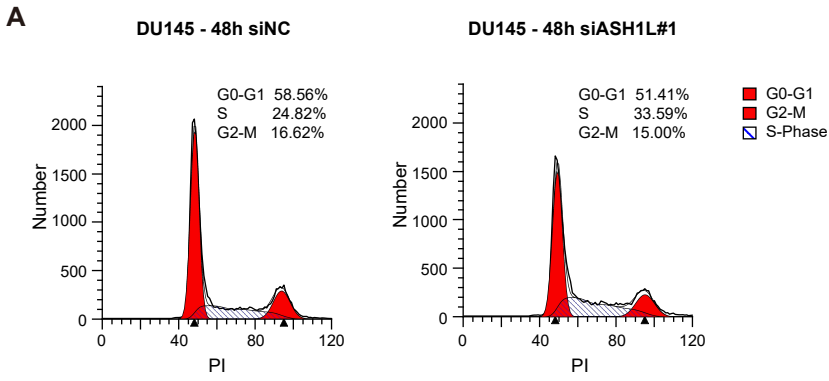 A
DU145 - 48h siNC
G0-G1 58.56%
S 24.82%
G2-M 16.62%
Number
2000
1500
1000
500
0
0 40 80 120
PI
DU145 - 48h siASH1L#1
G0-G1 51.41%
S 33.59%
G2-M 15.00%
Number
2000
1500
1000
500
0
0 40 80 120
PI
G0-G1
G2-M
S-Phase